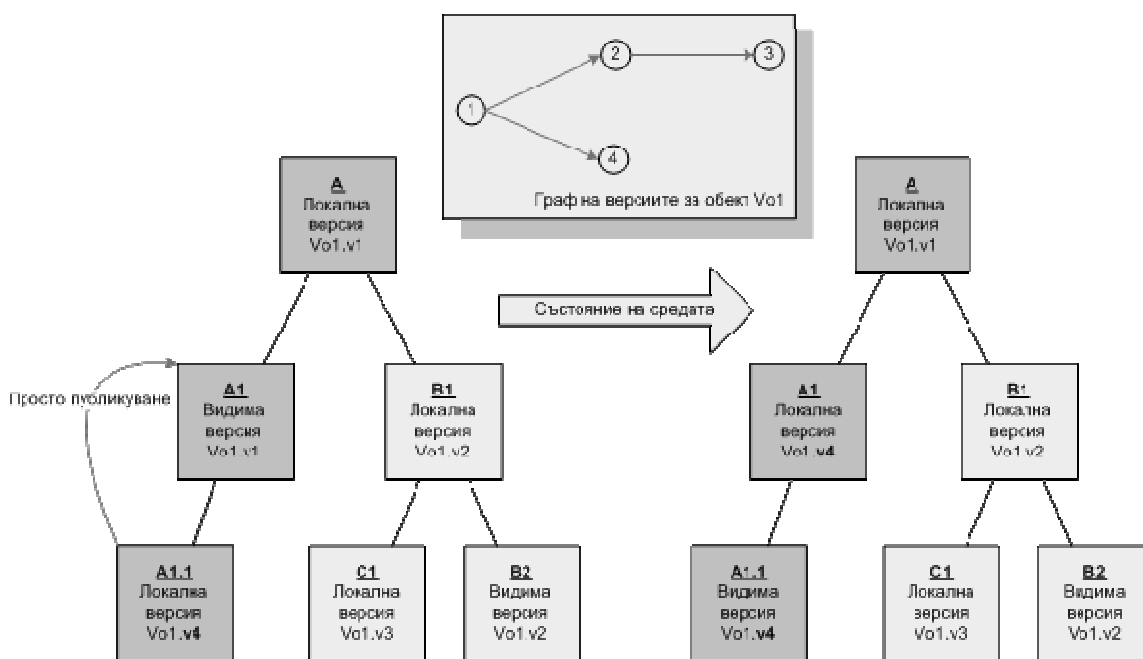 1
2
3
4
Граф на версиите за обект Vo1
A
Локална
версия
Vo1.v1
A
Локална
версия
Vo1.v1
Състояние на средата
Просто публикуване
A1
Видима
версия
Vo1.v1
B1
Локална
версия
Vo1.v2
A1
Локална
версия
Vo1.v4
B1
Локална
версия
Vo1.v2
A1.1
Локална
версия
Vo1.v4
C1
Локална
версия
Vo1.v3
B2
Видима
версия
Vo1.v2
A1.1
Видима
версия
Vo1.v4
C1
Локална
версия
Vo1.v3
B2
Видима
версия
Vo1.v2